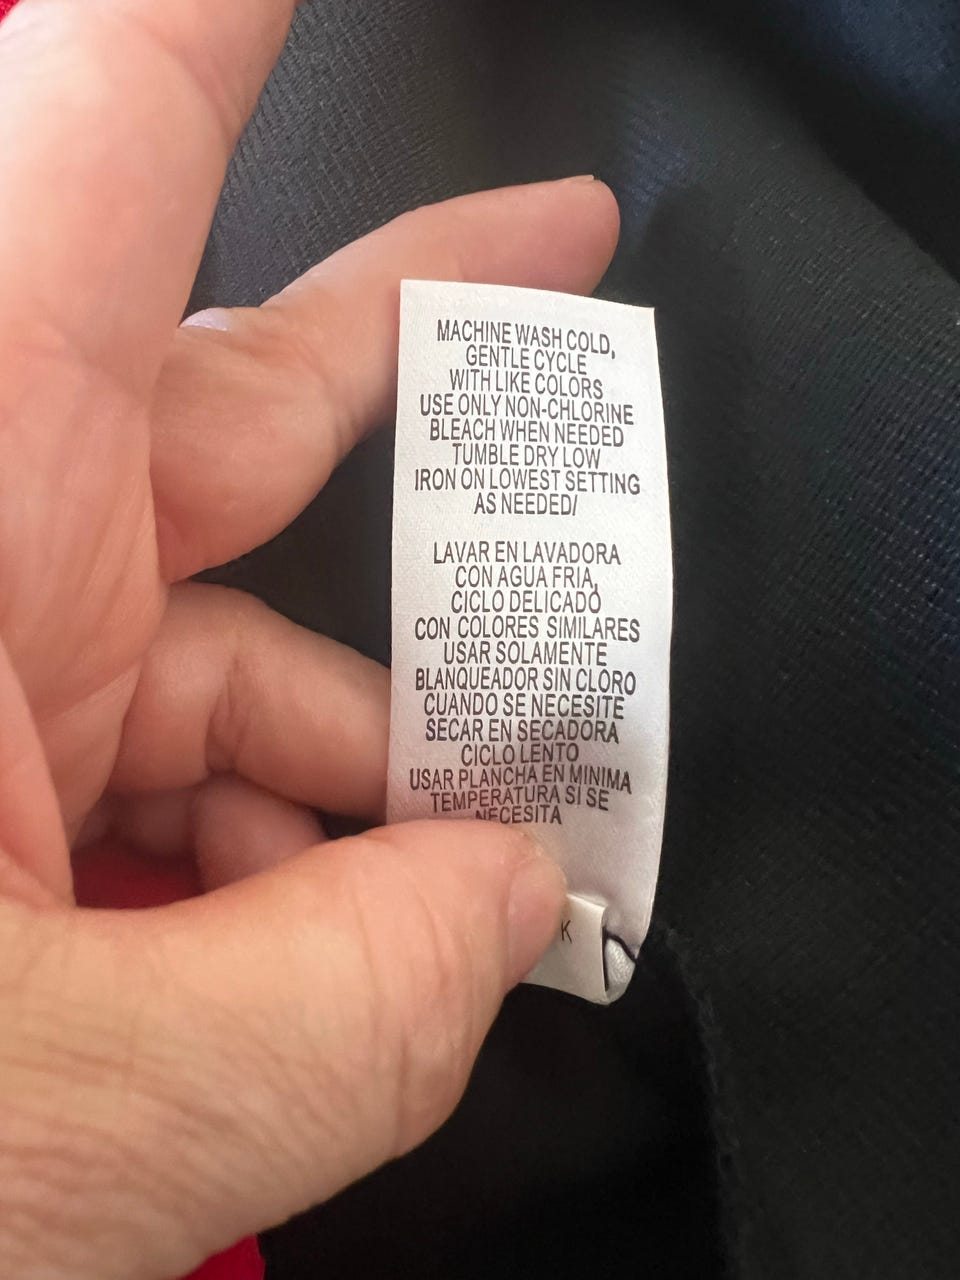 MACHINE WASH COLD,
GENTLE CYCLE
WITH LIKE COLORS
USE ONLY NON-CHLORINE
BLEACH WHEN NEEDED
TUMBLE DRY LOW
IRON ON LOWEST SETTING
AS NEEDED/
LAVAR EN LAVADORA
CON AGUA FRIA,
CICLO DELICADO
CON COLORES SIMILARES
USAR SOLAMENTE
BLANQUEADOR SIN CLORO
CUANDO SE NECESITE
SECAR EN SECADORA
CICLO LENTO
USAR PLANCHA EN MINIMA
TEMPERATURA SI SE
NECESITA
K